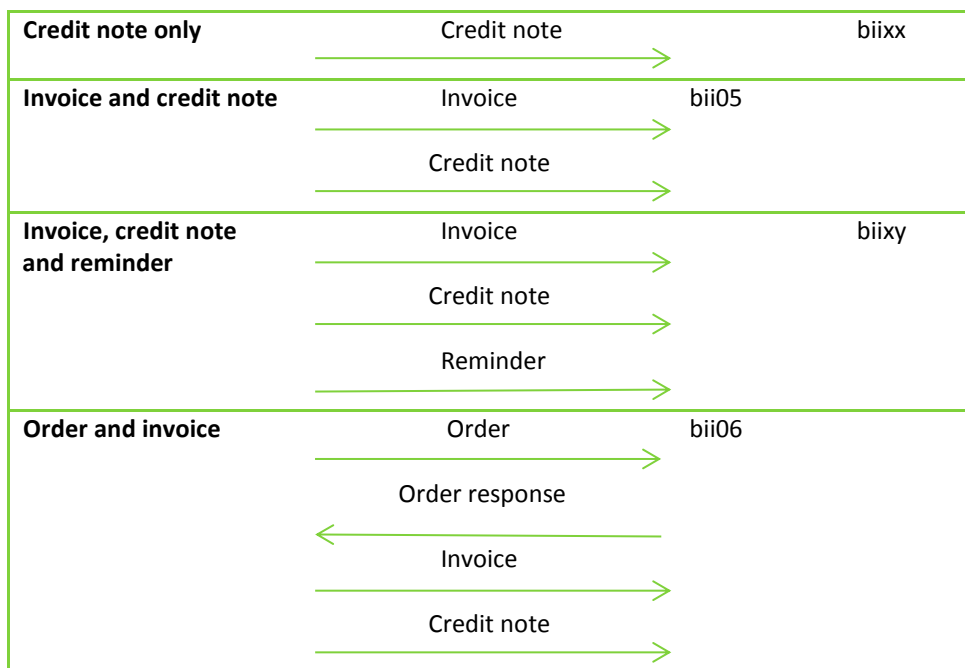 Credit note only Credit note biixx
Invoice and credit note Invoice bii05
Credit note
Invoice, credit note Invoice biixy
and reminder
Credit note
Reminder
Order and invoice Order bii06
Order response
Invoice
Credit note